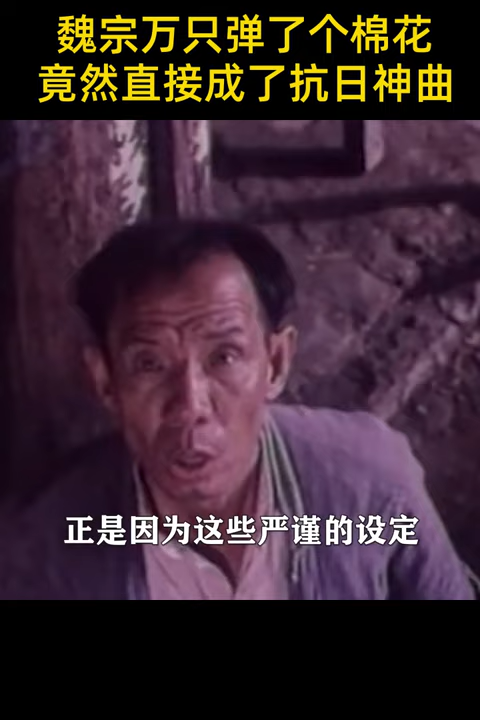 魏宗万只弹了个棉花
竟然直接成了抗日神曲
正是因为这些严谨的设定